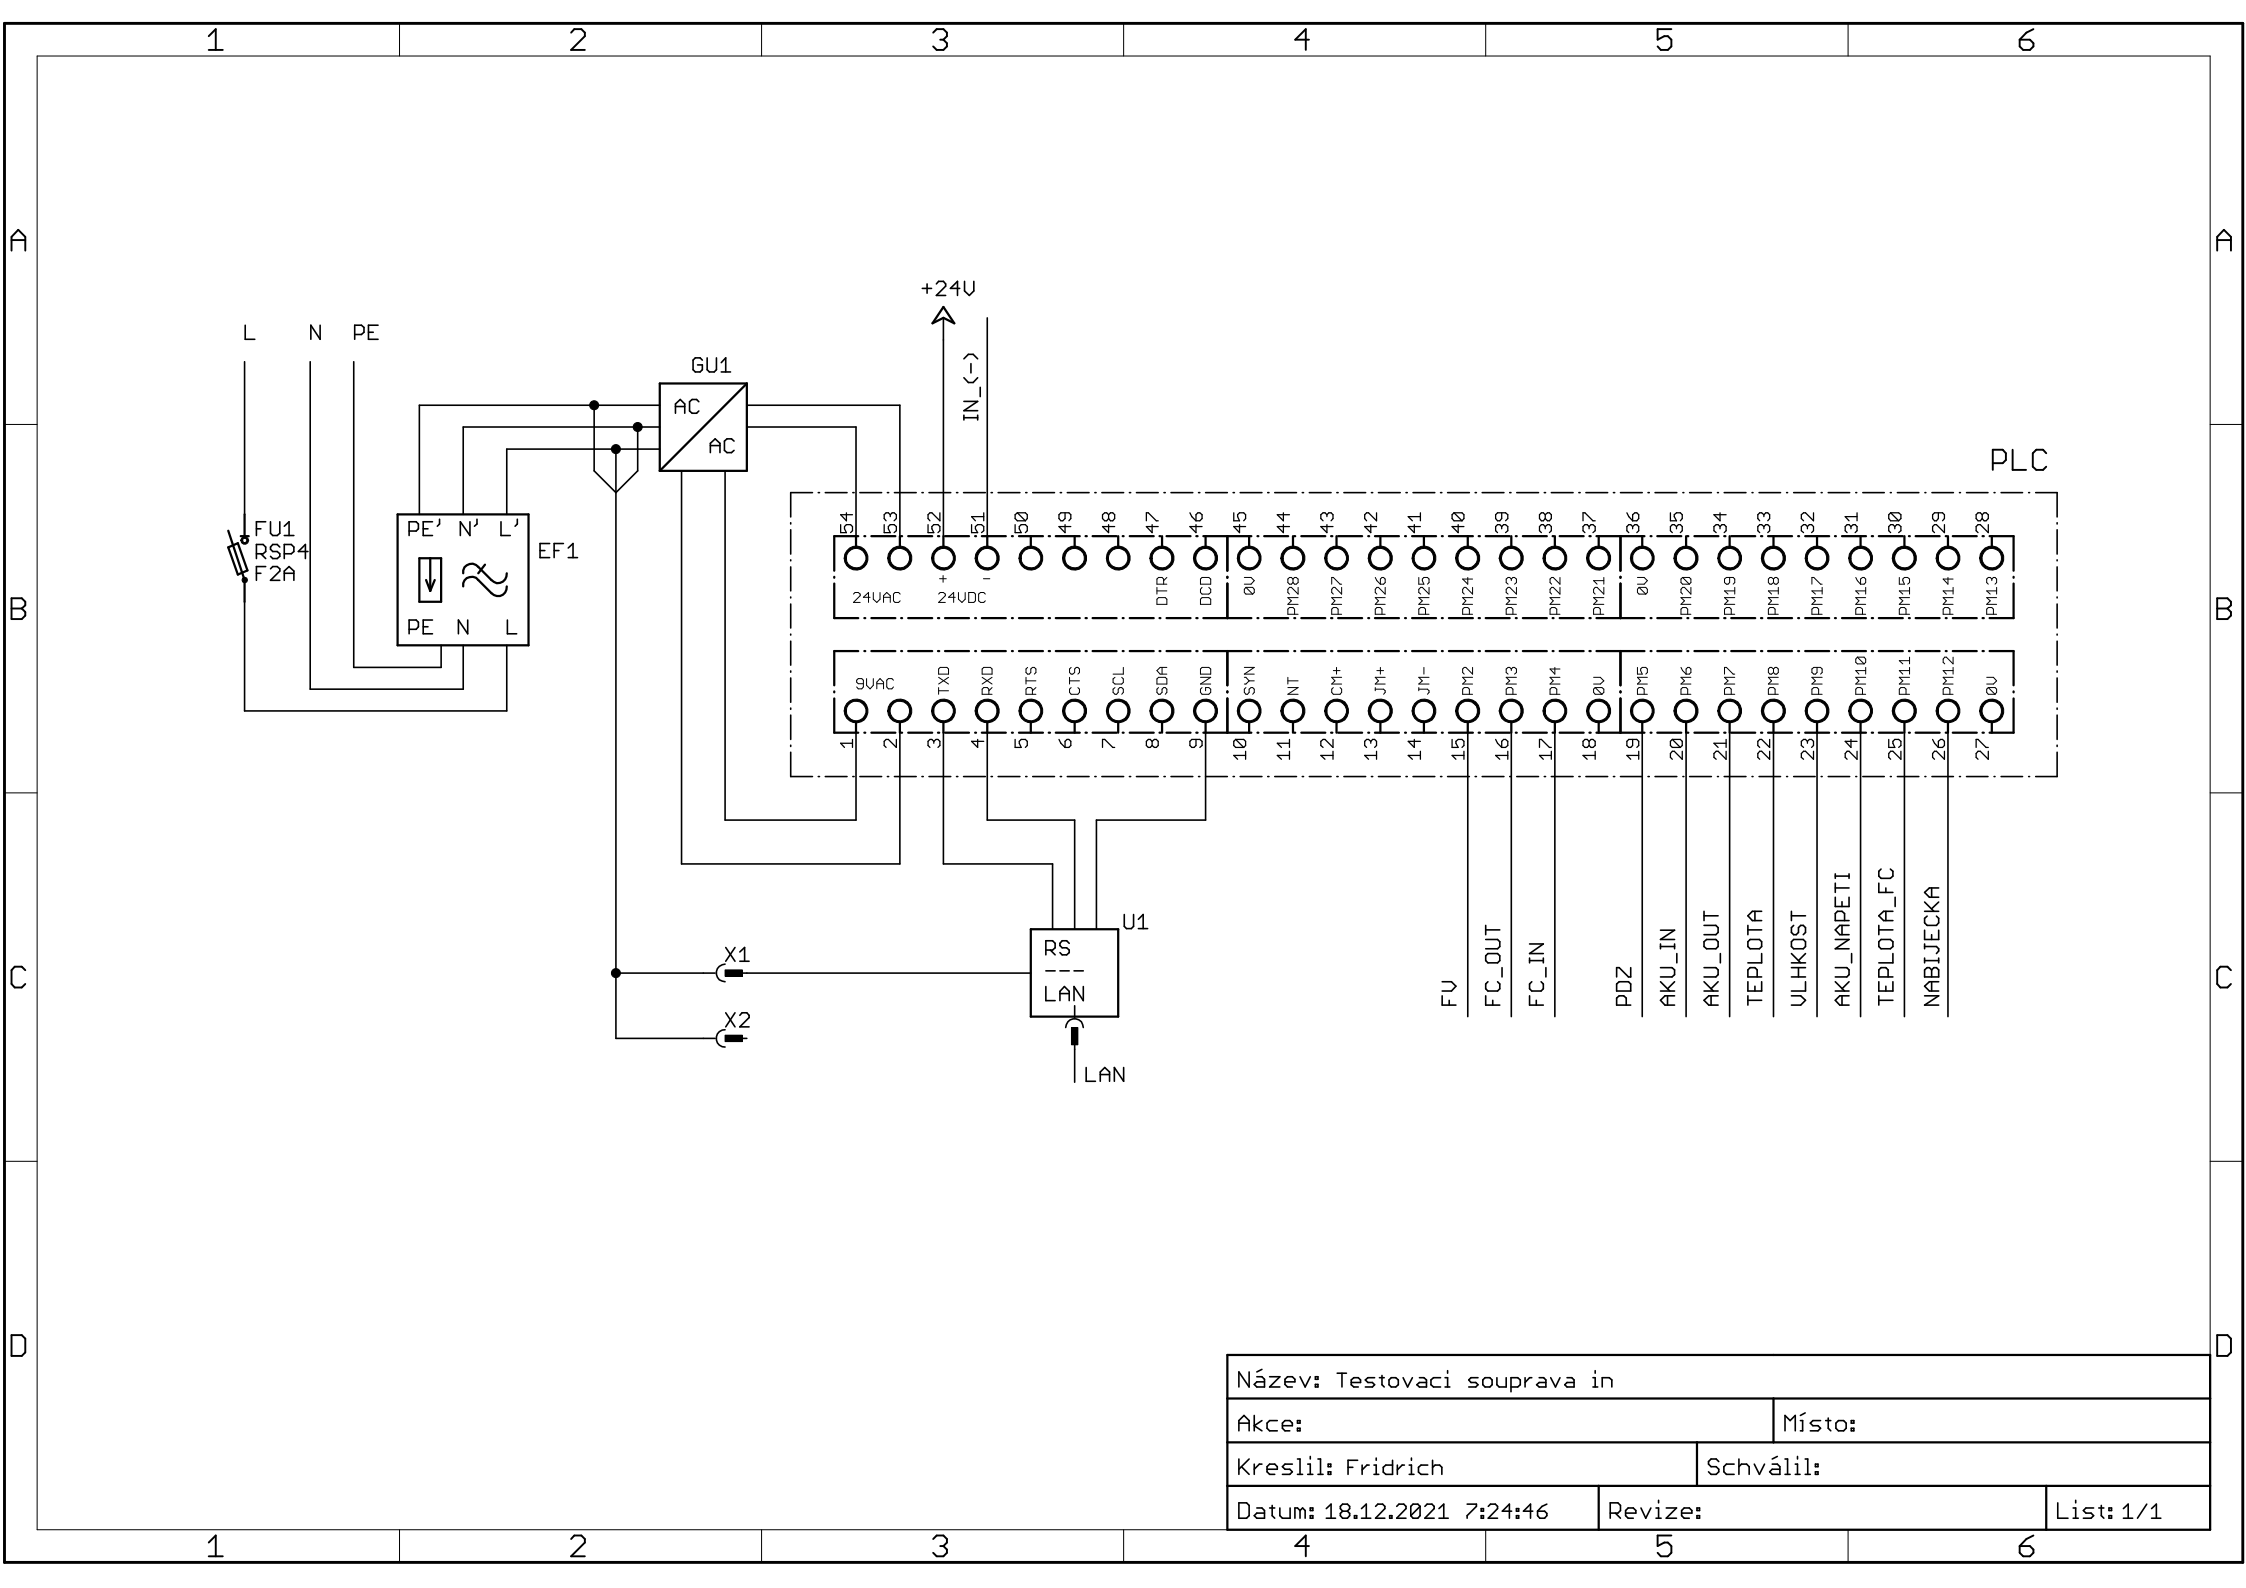 1 2 3 4 5 6
A A
+24V
IN_(-)
L N PE
GU1
AC
AC
PLC
FU1
RSP4
F2A
PE' N' L'
EF1
PE N L
B B
54 53 52 51 50 49 48 47 46 45 44 43 42 41 40 39 38 37 36 35 34 33 32 31 30 29 28
+ -
24VAC 24VDC DTR DCD 0V PM28 PM27 PM26 PM25 PM24 PM23 PM22 PM21 0V PM20 PM19 PM18 PM17 PM16 PM15 PM14 PM13
9VAC TXD RXD RTS CTS SCL SDA GND SYN NT CM+ JM+ JM- PM2 PM3 PM4 0V PM5 PM6 PM7 PM8 PM9 PM10 PM11 PM12 0V
1 2 3 4 5 6 7 8 9 10 11 12 13 14 15 16 17 18 19 20 21 22 23 24 25 26 27
FV FC_OUT FC_IN PDZ AKU_IN AKU_OUT TEPLOTA VLHKOST AKU_NAPETI TEPLOTA_FC NABIJECKA
U1
RS
---
LAN
X1
X2
LAN
C C
D D
Název: Testovaci souprava in
Akce: Místo:
Kreslil: Fridrich Schválil:
Datum: 18.12.2021 7:24:46 Revize: List: 1/1
1 2 3 4 5 6